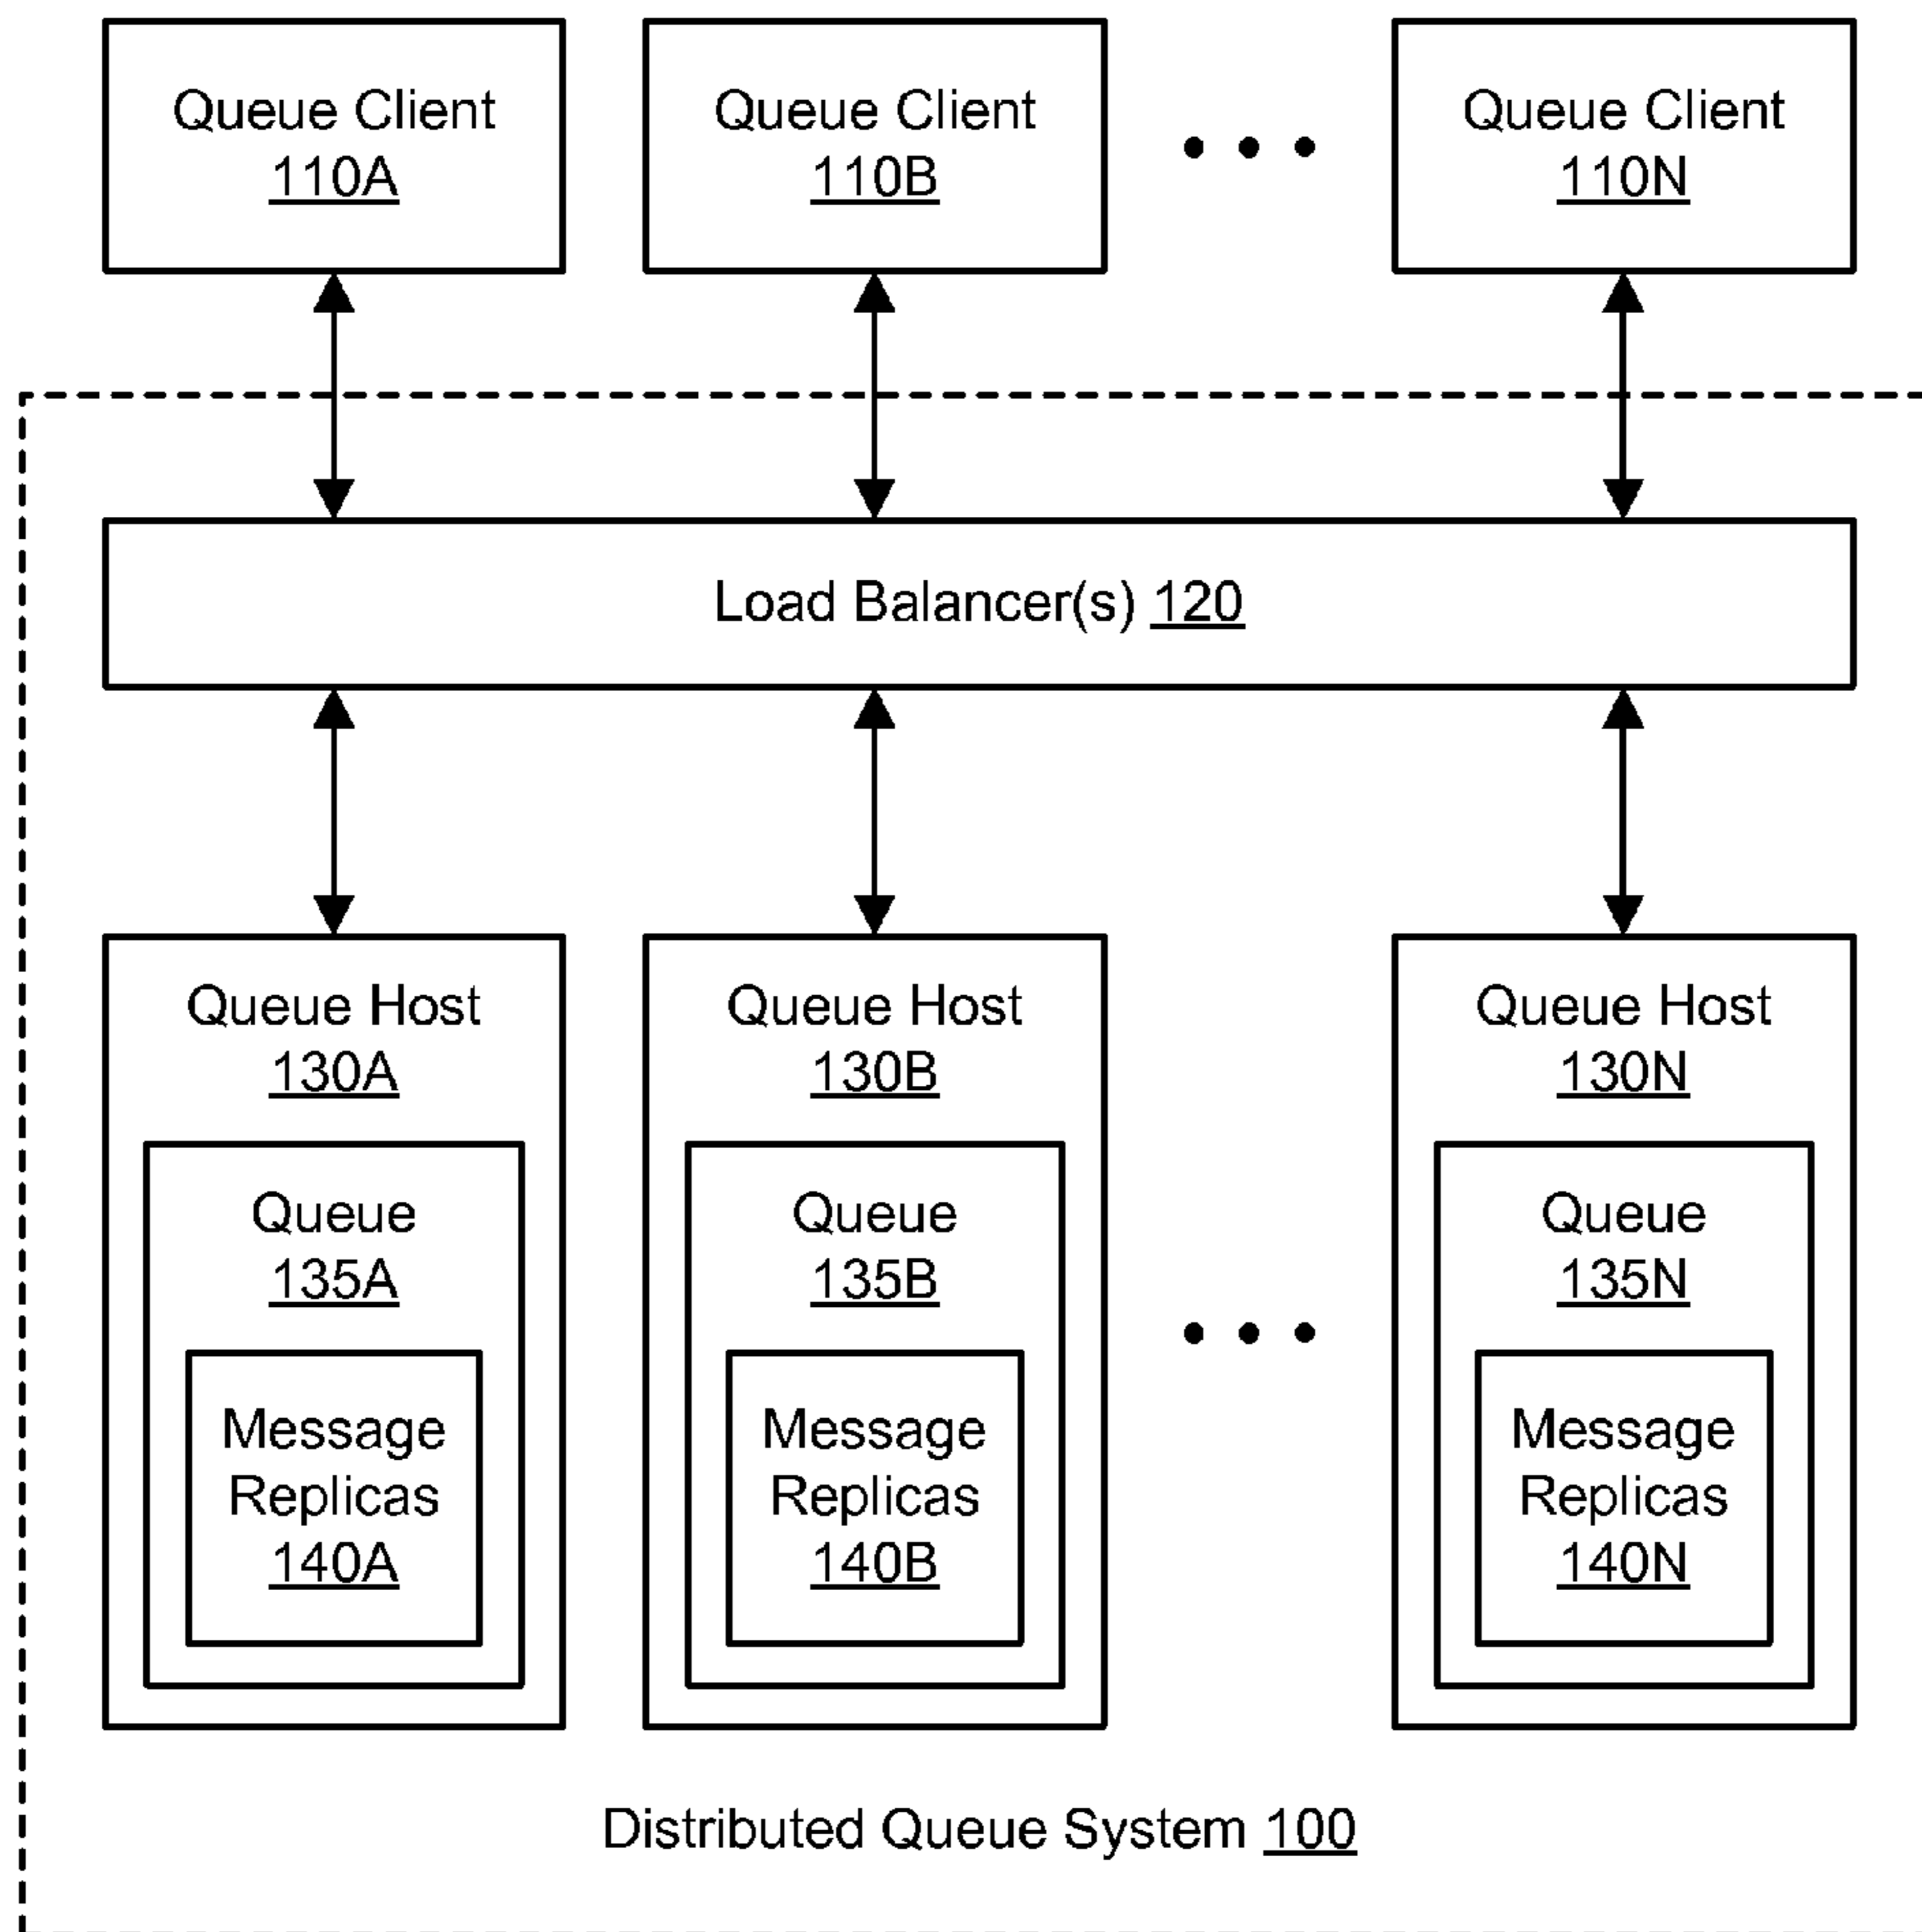 Queue Client
110A
Queue Client
110B
Queue Client
110N
Load Balancer(s) 120
Queue Host
130A
Queue
135A
Message
Replicas
140A
Queue Host
130B
Queue
135B
Message
Replicas
140B
Queue Host
130N
Queue
135N
Message
Replicas
140N
Distributed Queue System 100